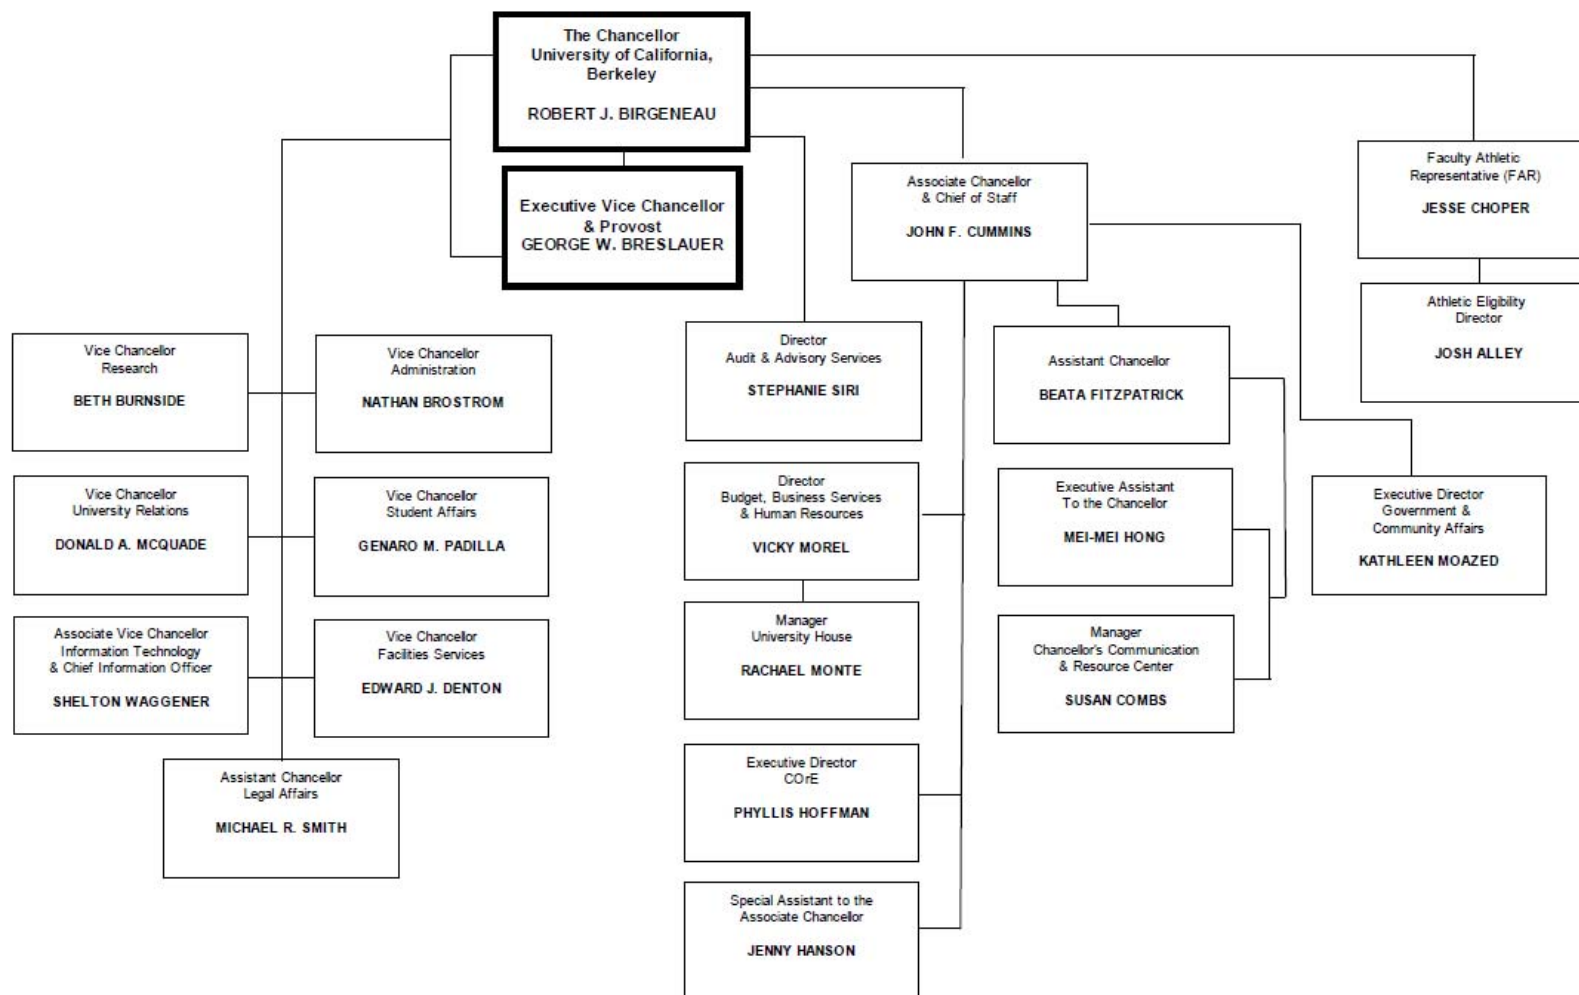 The Chancellor
University of California,
Berkeley
ROBERT J. BIRGENEAU
Executive Vice Chancellor
& Provost
GEORGE W. BRESLAUER
Associate Chancellor
& Chief of Staff
JOHN F. CUMMINS
Faculty Athletic
Representative (FAR)
JESSE CHOPER
Athletic Eligibility
Director
JOSH ALLEY
Vice Chancellor
Research
BETH BURNSIDE
Vice Chancellor
Administration
NATHAN BROSTROM
Director
Audit & Advisory Services
STEPHANIE SIRI
Assistant Chancellor
BEATA FITZPATRICK
Vice Chancellor
University Relations
DONALD A. MCQUADE
Vice Chancellor
Student Affairs
GENARO M. PADILLA
Director
Budget, Business Services
& Human Resources
VICKY MOREL
Executive Assistant
To the Chancellor
MEI-MEI HONG
Executive Director
Government &
Community Affairs
KATHLEEN MOAZED
Associate Vice Chancellor
Information Technology
& Chief Information Officer
SHELTON WAGGENER
Vice Chancellor
Facilities Services
EDWARD J. DENTON
Manager
University House
RACHAEL MONTE
Manager
Chancellor's Communication
& Resource Center
SUSAN COMBS
Assistant Chancellor
Legal Affairs
MICHAEL R. SMITH
Executive Director
COrE
PHYLLIS HOFFMAN
Special Assistant to the
Associate Chancellor
JENNY HANSON